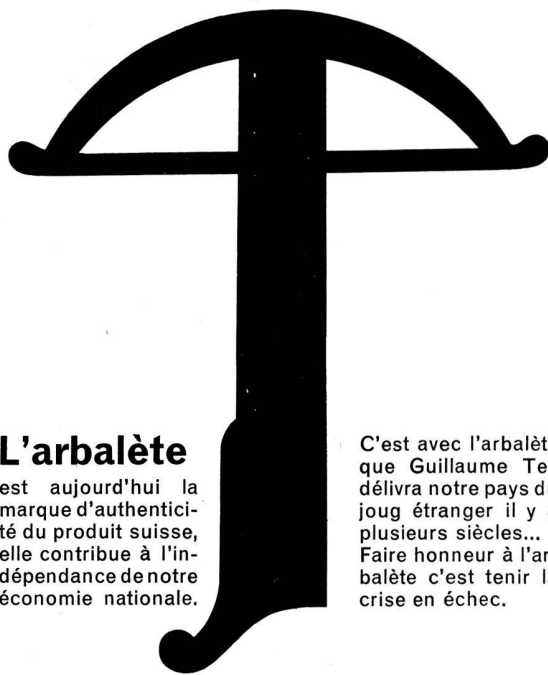 L'arbalète
est aujourd'hui la
marque d'authentici-
té du produit suisse,
elle contribue à l'in-
dépendance de notre
économie nationale.
C'est avec l'arbalèt
que Guillaume Te
délivra notre pays du
joug étranger il y
plusieurs siècles...
Faire honneur à l'ar
balète c'est tenir l
crise en échec.